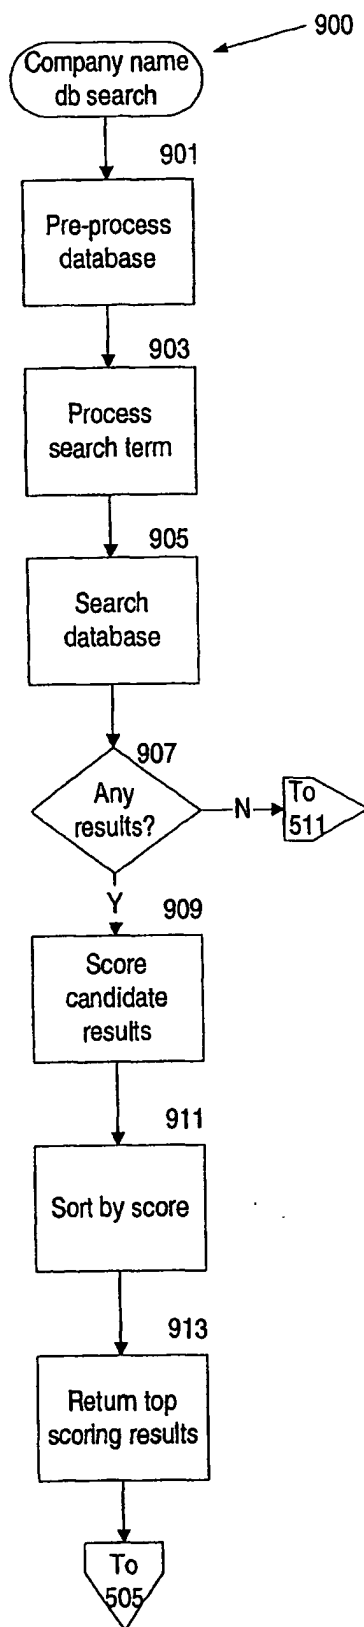 900
Company name
db search
901
Pre-process
database
903
Process
search term
905
Search
database
907
Any
results?
N
To
511
Y
909
Score
candidate
results
911
Sort by score
913
Return top
scoring results
To
505